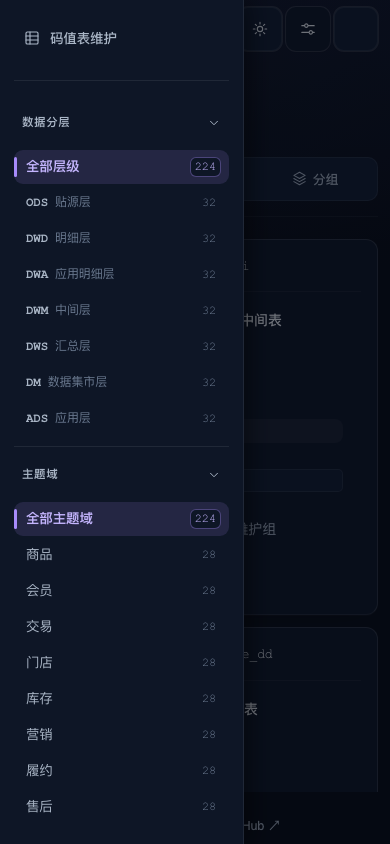 码值表维护
数据分层
全部层级 224
ODS 贴源层 32
DWD 明细层 32
DWA 应用明细层 32
DWM 中间层 32
DWS 汇总层 32
DM 数据集市层 32
ADS 应用层 32
主题域
全部主题域 224
商品 28
会员 28
交易 28
门店 28
库存 28
营销 28
履约 28
售后 28
分组
i
中间表
维护组
e_dd
表
Hub ↗